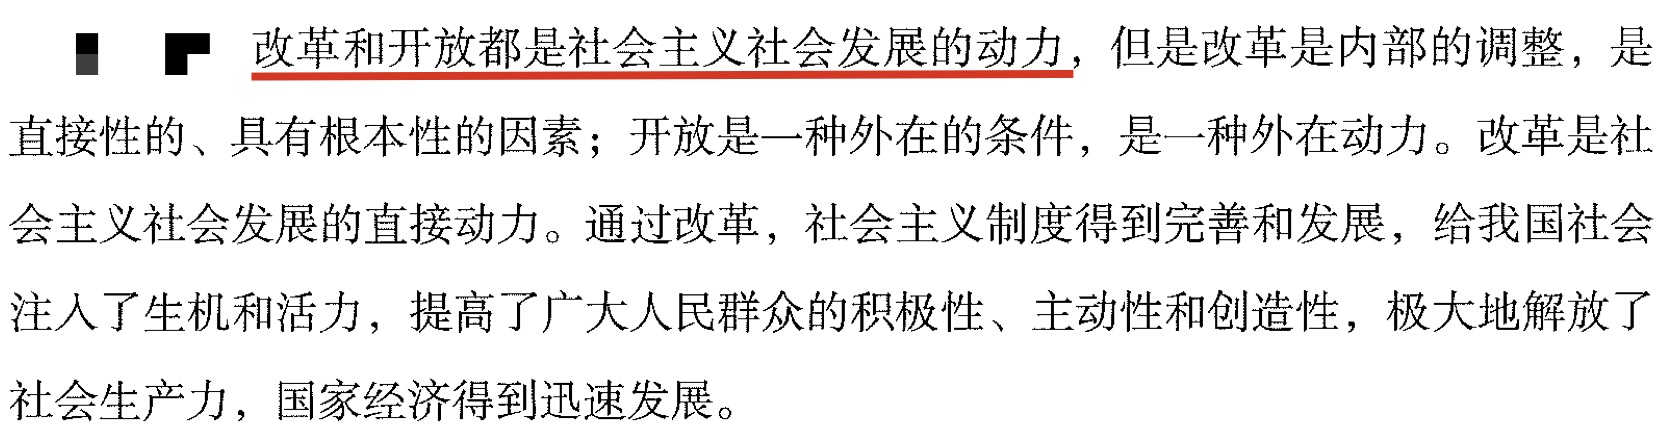 改革和开放都是社会主义社会发展的动力，但是改革是内部的调整，是
直接性的、具有根本性的因素；开放是一种外在的条件，是一种外在动力。改革是社
会主义社会发展的直接动力。通过改革，社会主义制度得到完善和发展，给我国社会
注入了生机和活力，提高了广大人民群众的积极性、主动性和创造性，极大地解放了
社会生产力，国家经济得到迅速发展。